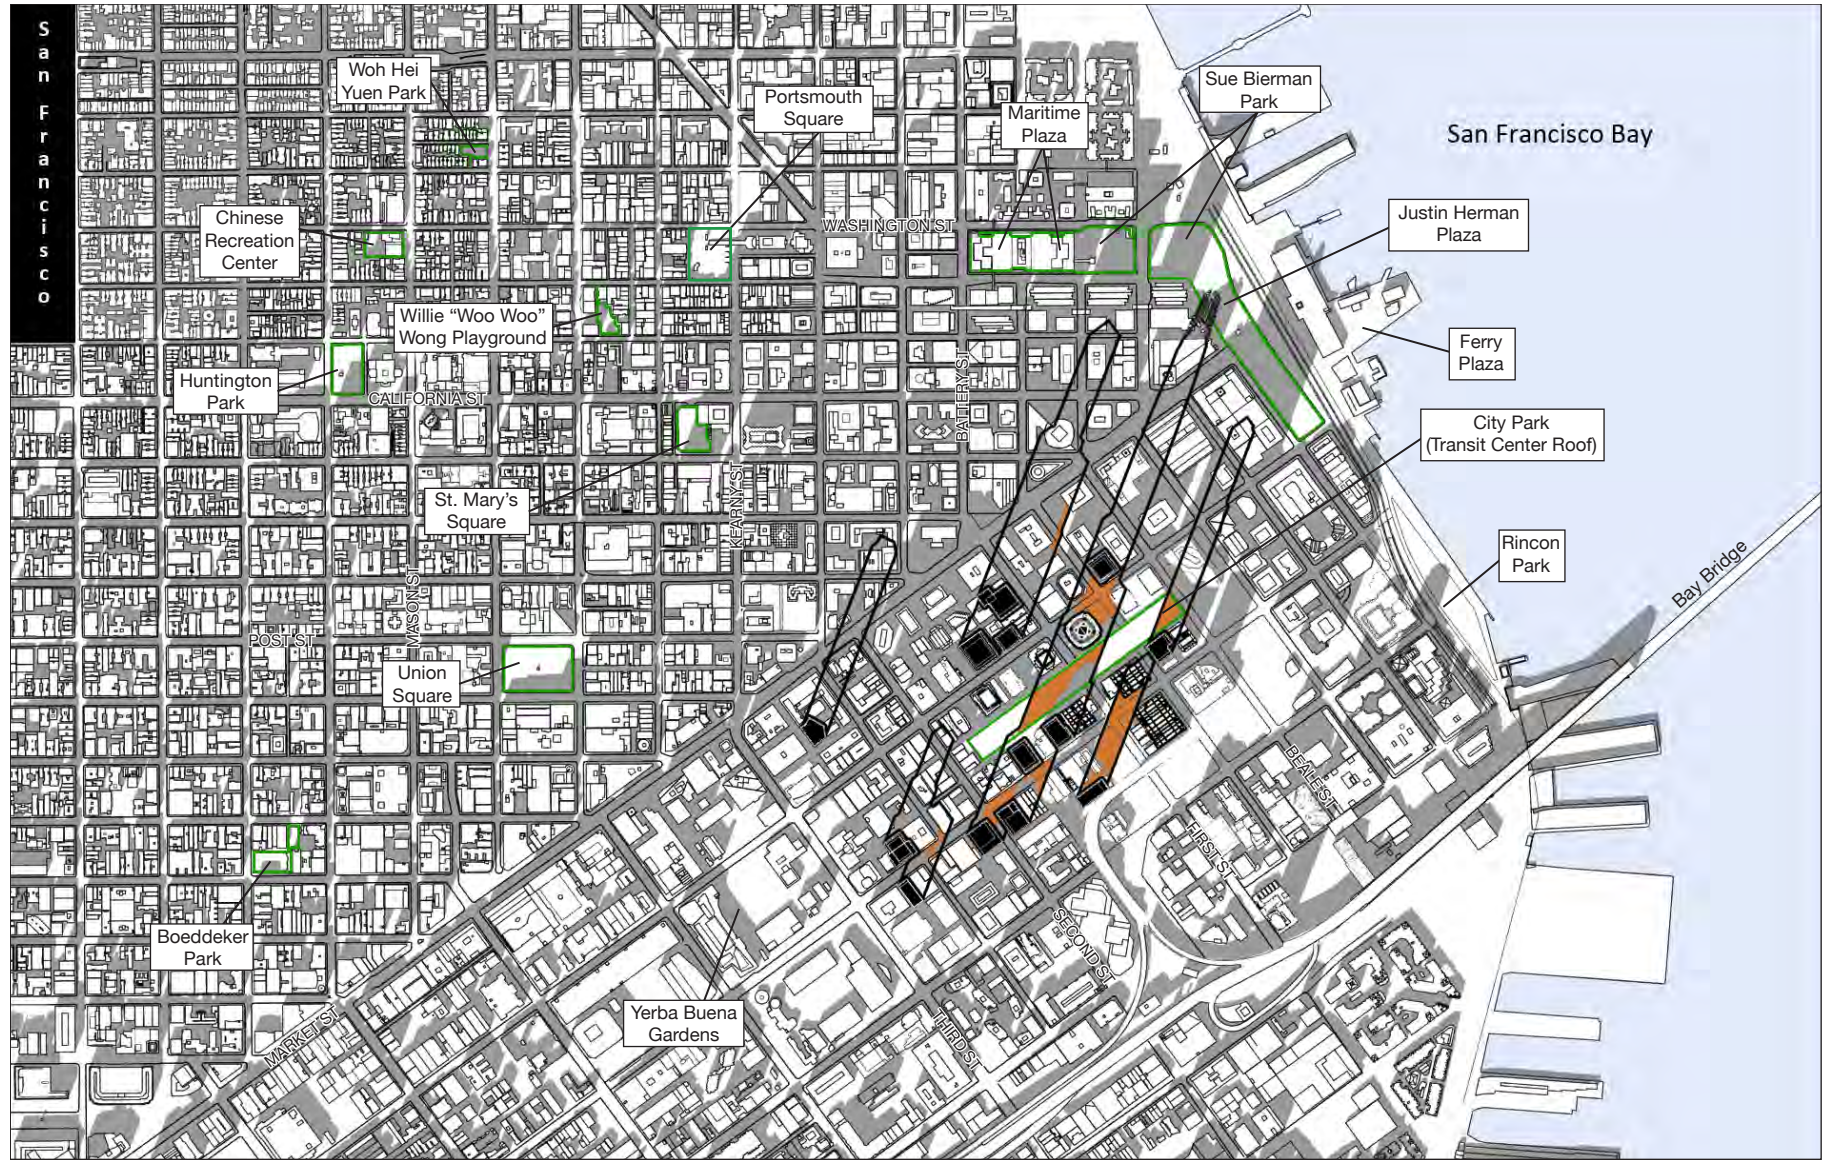 San Francisco
Woh Hei
Yuen Park
Portsmouth
Square
Maritime
Plaza
Sue Bierman
Park
San Francisco Bay
Chinese
Recreation
Center
WASHINGTON ST
Justin Herman
Plaza
Willie “Woo Woo”
Wong Playground
Ferry
Plaza
Huntington
Park
CALIFORNIA ST
BATTERY ST
City Park
(Transit Center Roof)
St. Mary’s
Square
KEARNY ST
Rincon
Park
Bay Bridge
MASON ST
POST ST
Union
Square
BEALE ST
FIRST ST
Boeddeker
Park
SECOND ST
Yerba Buena
Gardens
THIRD ST
MARKET ST